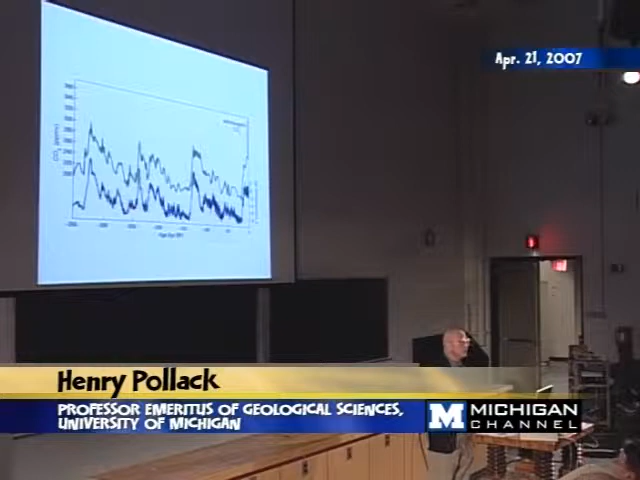 Apr. 21, 2007
Henry Pollack
PROFESSOR EMERITUS OF GEOLOGICAL SCIENCES,
UNIVERSITY OF MICHIGAN
M MICHIGAN
CHANNEL